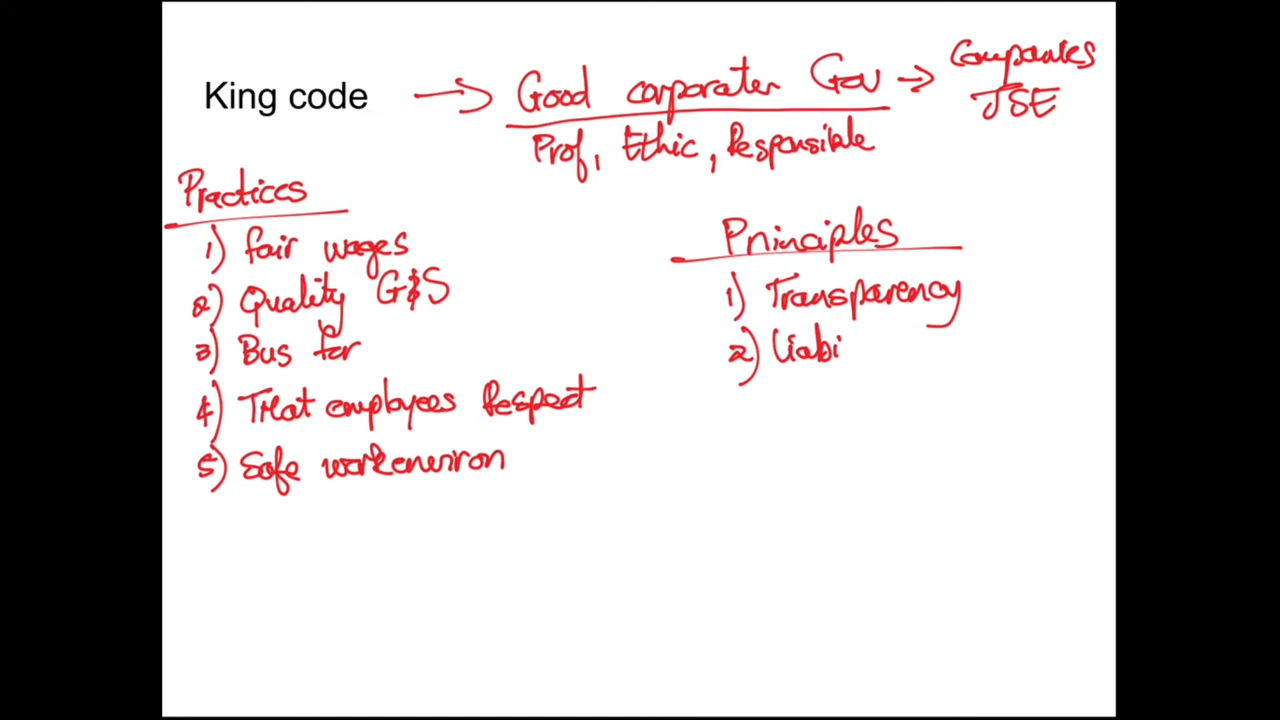 King code → Good corporater Gov → Companies
JSE
Prof, Ethic, Responsible
Practices
1) fair wages
2) Quality G&S
3) Bus far
4) Treat employees Respect
5) Safe workenviron
Principles
1) Transparency
2) Liabi